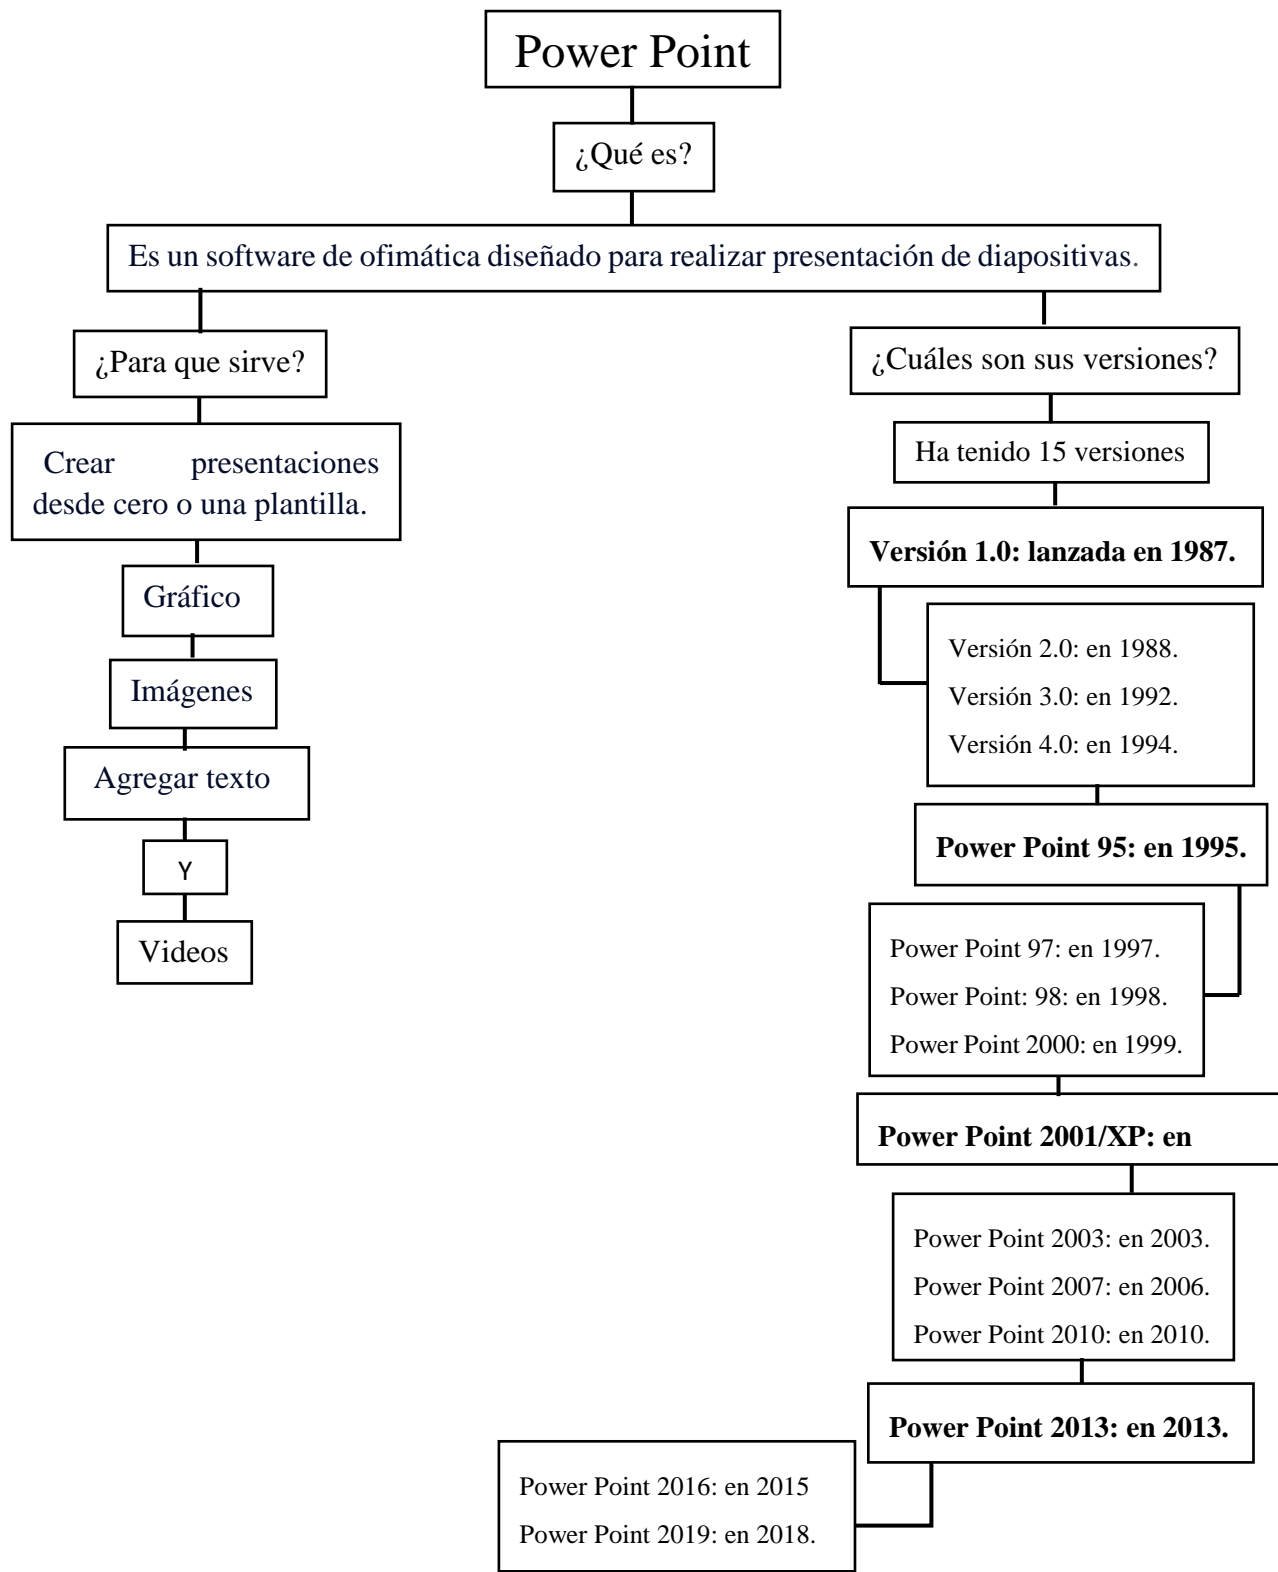 Power Point
¿Qué es?
Es un software de ofimática diseñado para realizar presentación de diapositivas.
¿Para que sirve?
Crear presentaciones
desde cero o una plantilla.
Gráfico
Imágenes
Agregar texto
Y
Videos
¿Cuáles son sus versiones?
Ha tenido 15 versiones
Versión 1.0: lanzada en 1987.
Versión 2.0: en 1988.
Versión 3.0: en 1992.
Versión 4.0: en 1994.
Power Point 95: en 1995.
Power Point 97: en 1997.
Power Point: 98: en 1998.
Power Point 2000: en 1999.
Power Point 2001/XP: en
Power Point 2003: en 2003.
Power Point 2007: en 2006.
Power Point 2010: en 2010.
Power Point 2013: en 2013.
Power Point 2016: en 2015
Power Point 2019: en 2018.